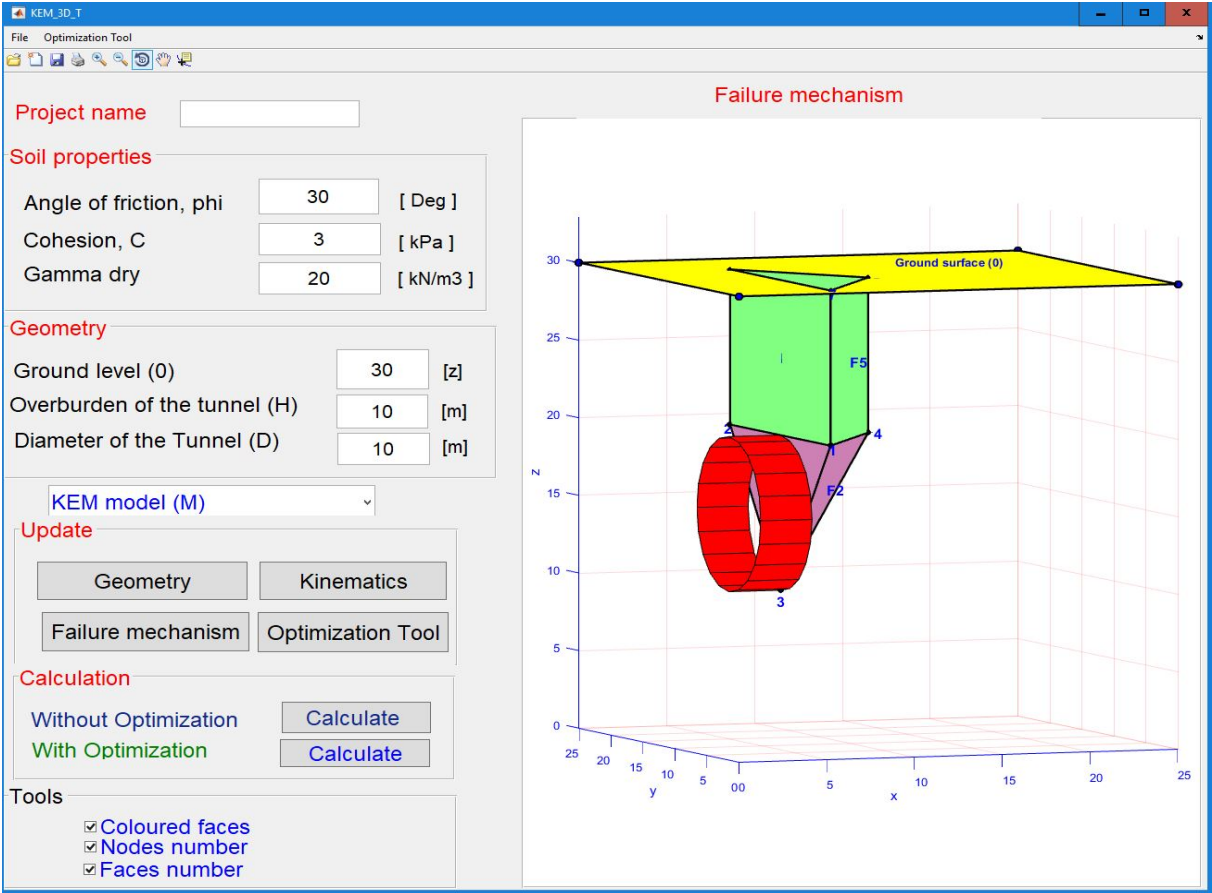 KEM_3D_T
File Optimization Tool
Project name
Soil properties
Angle of friction, phi 30 [ Deg ]
Cohesion, C 3 [ kPa ]
Gamma dry 20 [ kN/m3 ]
Geometry
Ground level (0) 30 [z]
Overburden of the tunnel (H) 10 [m]
Diameter of the Tunnel (D) 10 [m]
KEM model (M)
Update
Geometry Kinematics
Failure mechanism Optimization Tool
Calculation
Without Optimization Calculate
With Optimization Calculate
Tools
Coloured faces
Nodes number
Faces number
Failure mechanism
Ground surface (0)
30
25
20
15
10
5
0
z
F5
2
1
4
F2
3
25
20
15
10
5
00
y
5
10
15
20
25
x